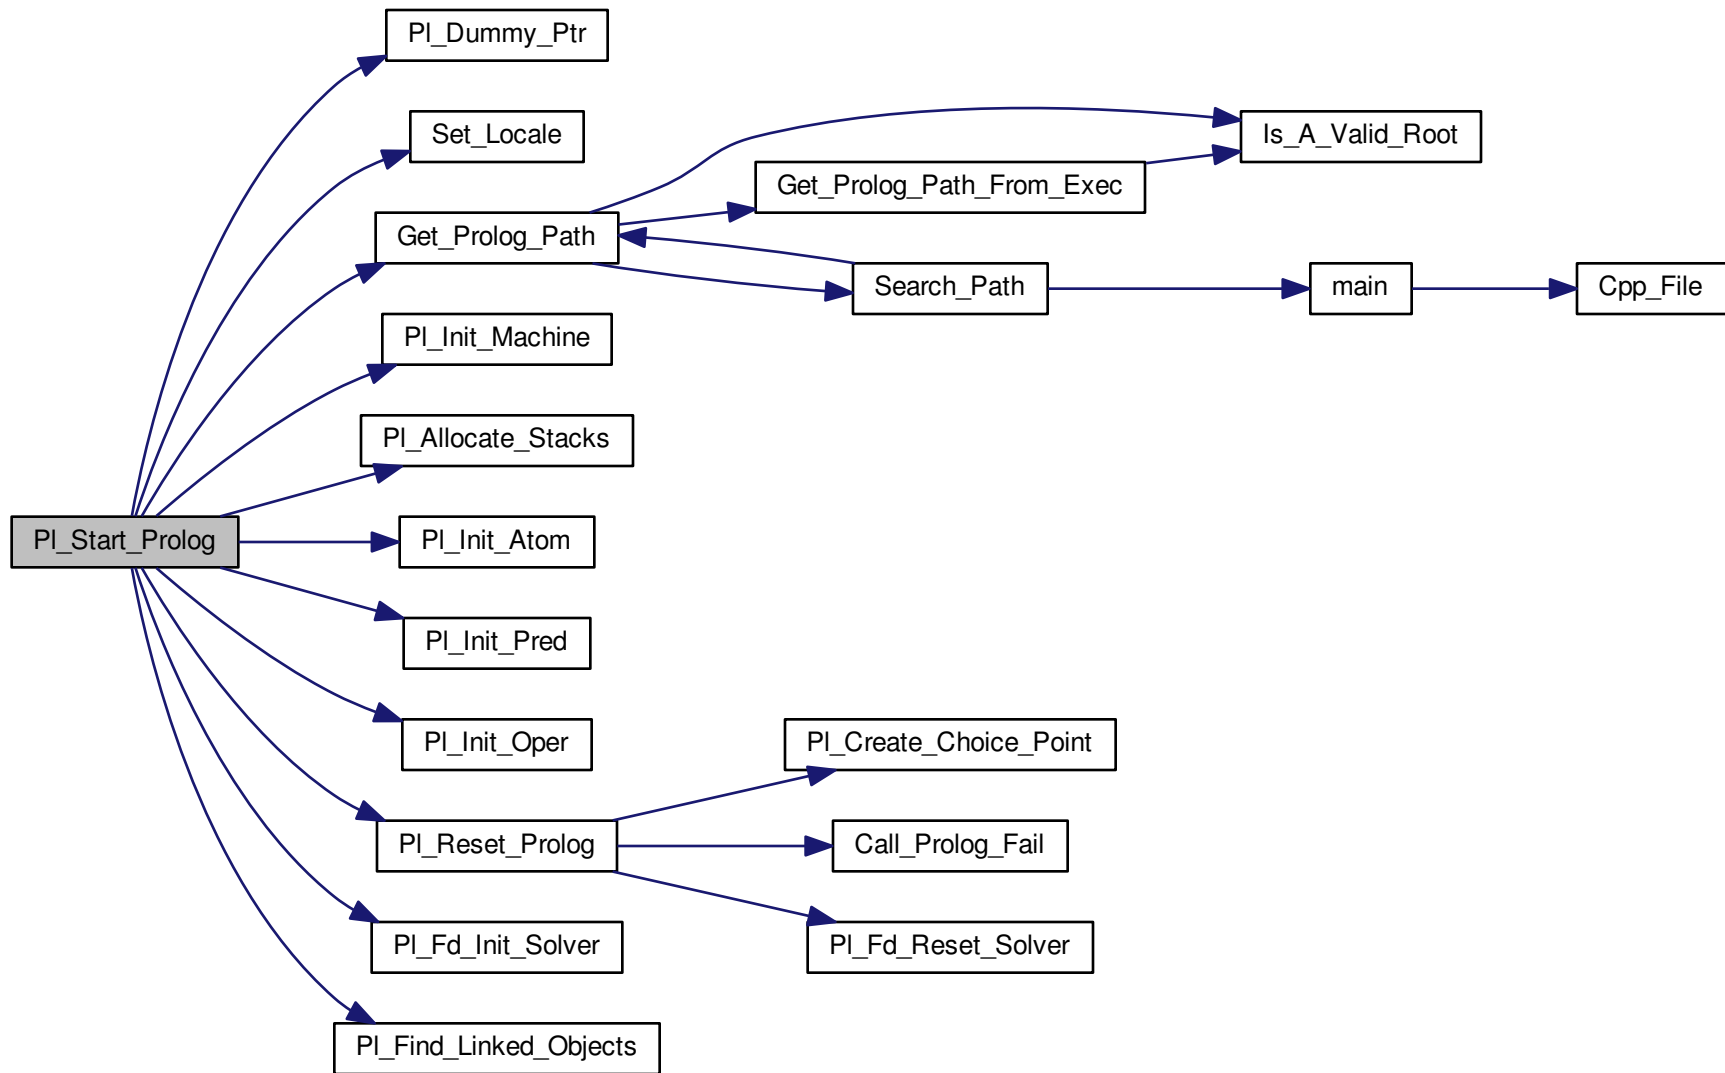 Pl_Dummy_Ptr
Set_Locale
Is_A_Valid_Root
Get_Prolog_Path_From_Exec
Get_Prolog_Path
Search_Path
main
Cpp_File
Pl_Init_Machine
Pl_Allocate_Stacks
Pl_Start_Prolog
Pl_Init_Atom
Pl_Init_Pred
Pl_Init_Oper
Pl_Create_Choice_Point
Pl_Reset_Prolog
Call_Prolog_Fail
Pl_Fd_Init_Solver
Pl_Fd_Reset_Solver
Pl_Find_Linked_Objects